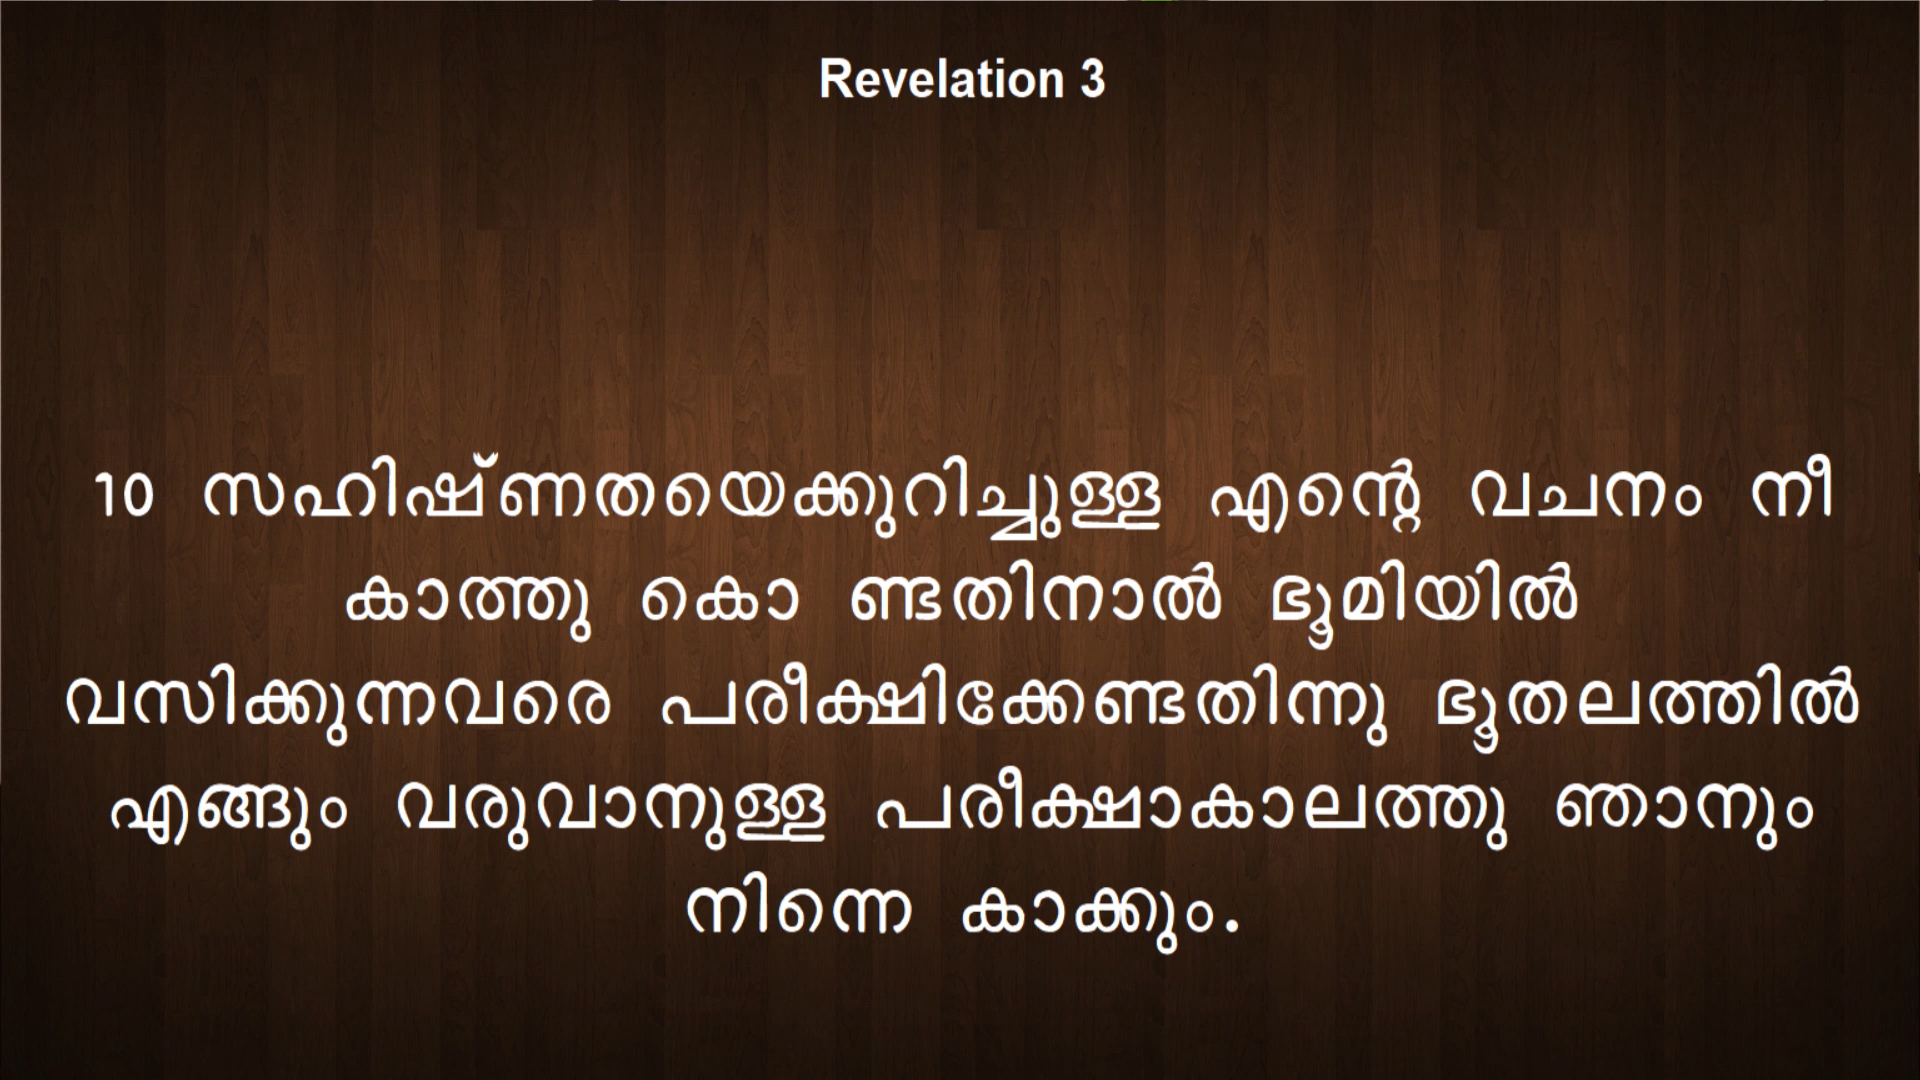 Revelation 3
10 സഹിഷ്ണതയെക്കുറിച്ചുള്ള എന്റെ വചനം നീ
കാത്തു കൊ ണ്ടതിനാൽ ഭൂമിയിൽ
വസിക്കുന്നവരെ പരീക്ഷിക്കേണ്ടതിന്നു ഭൂതലത്തിൽ
എങ്ങും വരുവാനുള്ള പരീക്ഷാകാലത്തു ഞാനും
നിന്നെ കാക്കും.